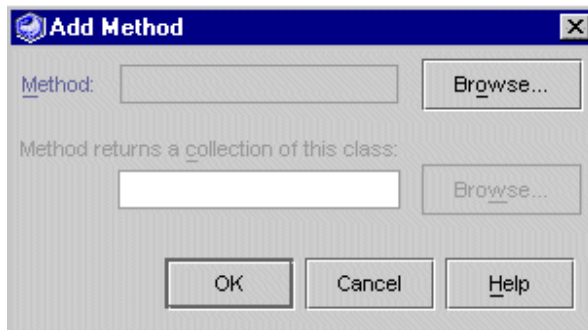 Add Method
Method: Browse...
Method returns a collection of this class:
Browse...
OK Cancel Help